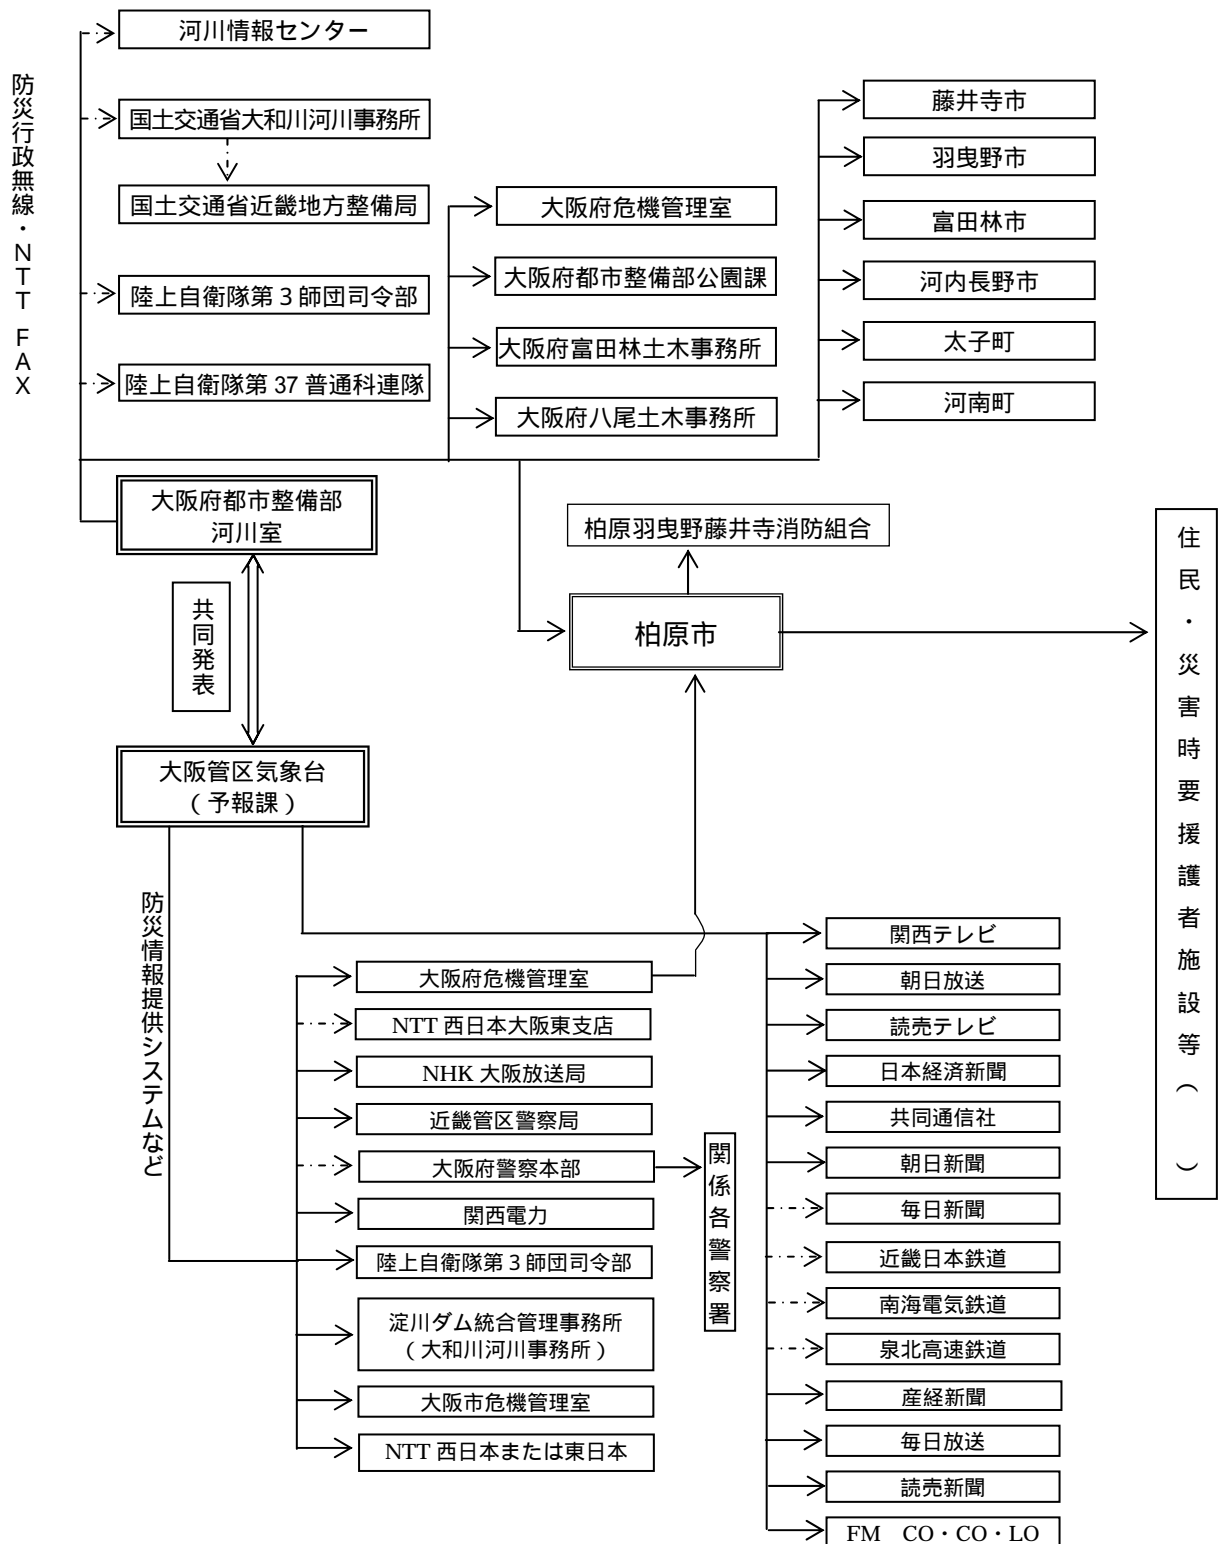 防災行政無線・NTT FAX
河川情報センター
国土交通省大和川河川事務所
国土交通省近畿地方整備局
陸上自衛隊第3師団司令部
陸上自衛隊第37普通科連隊
大阪府危機管理室
大阪府都市整備部公園課
大阪府富田林土木事務所
大阪府八尾土木事務所
藤井寺市
羽曳野市
富田林市
河内長野市
太子町
河南町
大阪府都市整備部
河川室
共同発表
大阪管区気象台
(予報課)
柏原羽曳野藤井寺消防組合
柏原市
住民・災害時要援護者施設等( )
防災情報提供システムなど
大阪府危機管理室
NTT西日本大阪東支店
NHK大阪放送局
近畿管区警察局
大阪府警察本部
関西電力
陸上自衛隊第3師団司令部
淀川ダム統合管理事務所
(大和川河川事務所)
大阪市危機管理室
NTT西日本または東日本
関係各警察署
関西テレビ
朝日放送
読売テレビ
日本経済新聞
共同通信社
朝日新聞
毎日新聞
近畿日本鉄道
南海電気鉄道
泉北高速鉄道
産経新聞
毎日放送
読売新聞
FM CO・CO・LO